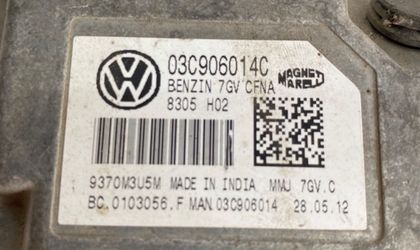 03C906014C
BENZIN 7GV CFNA
MAGNETI MARELLI
8305 H02
9370M3U5M MADE IN INDIA MMJ 7GV.C
BC.0103056.F MAN.03C906014 28.05.12